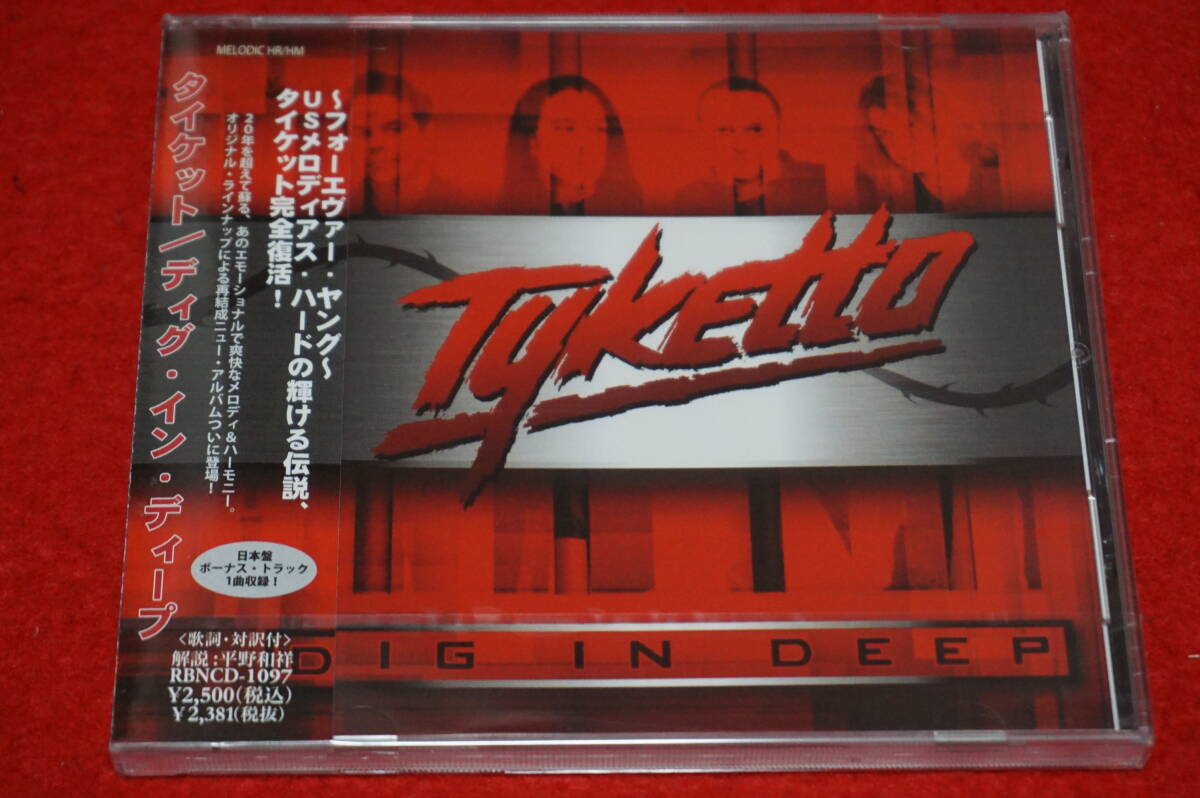 MELODIC HR/HM
タイケット/ディグ・イン・ディープ
~フォーエヴァー・ヤング~
USメロディアス・ハードの輝ける伝説、
タイケット完全復活!
20年を超えて蘇る、あのエモーショナルで爽快なメロディ&ハーモニー。
オリジナル・ラインナップによる再結成ニュー・アルバムついに登場!
日本盤
ボーナス・トラック
1曲収録!
<歌詞・対訳付>
解説:平野和祥
RBNCD-1097
¥2,500(税込)
¥2,381(税抜)
Tyketto
DIG IN DEEP